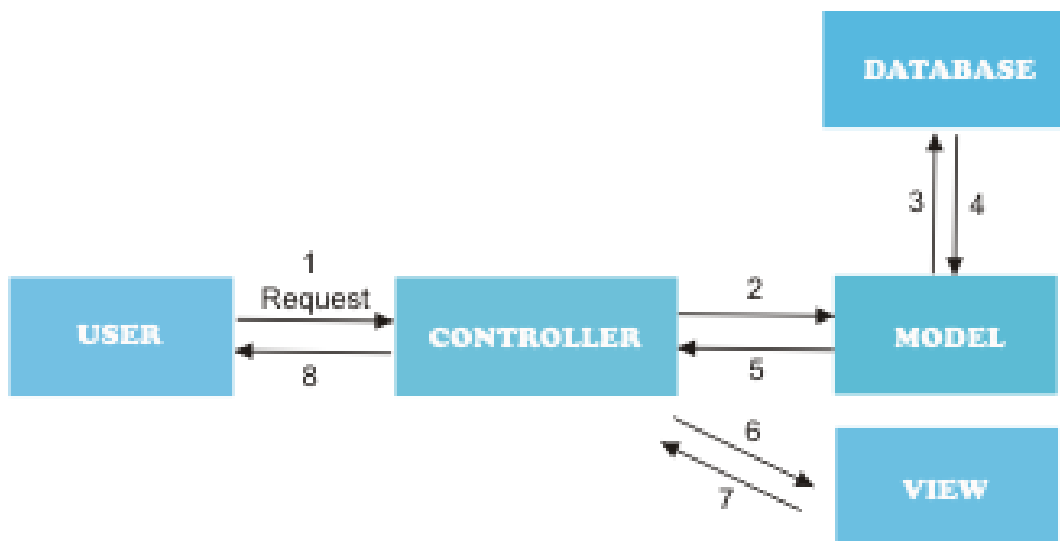 DATABASE
3
4
1
Request
2
USER
CONTROLLER
MODEL
8
5
6
7
VIEW